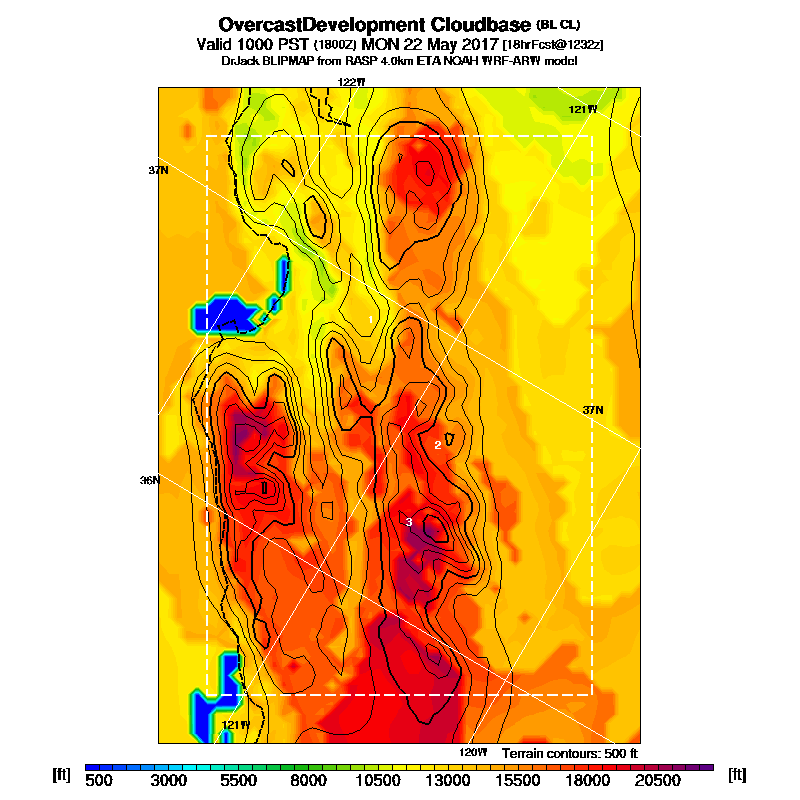 OvercastDevelopment Cloudbase (BL CL)
Valid 1000 PST (1800Z) MON 22 May 2017 [18hrFcst@1232z]
DrJack BLIPMAP from RASP 4.0km ETA NOAH WRF-ARW model
122W
121W
37N
1
37N
2
36N
3
121W
120W Terrain contours: 500 ft
[ft] 500 3000 5500 8000 10500 13000 15500 18000 20500 [ft]